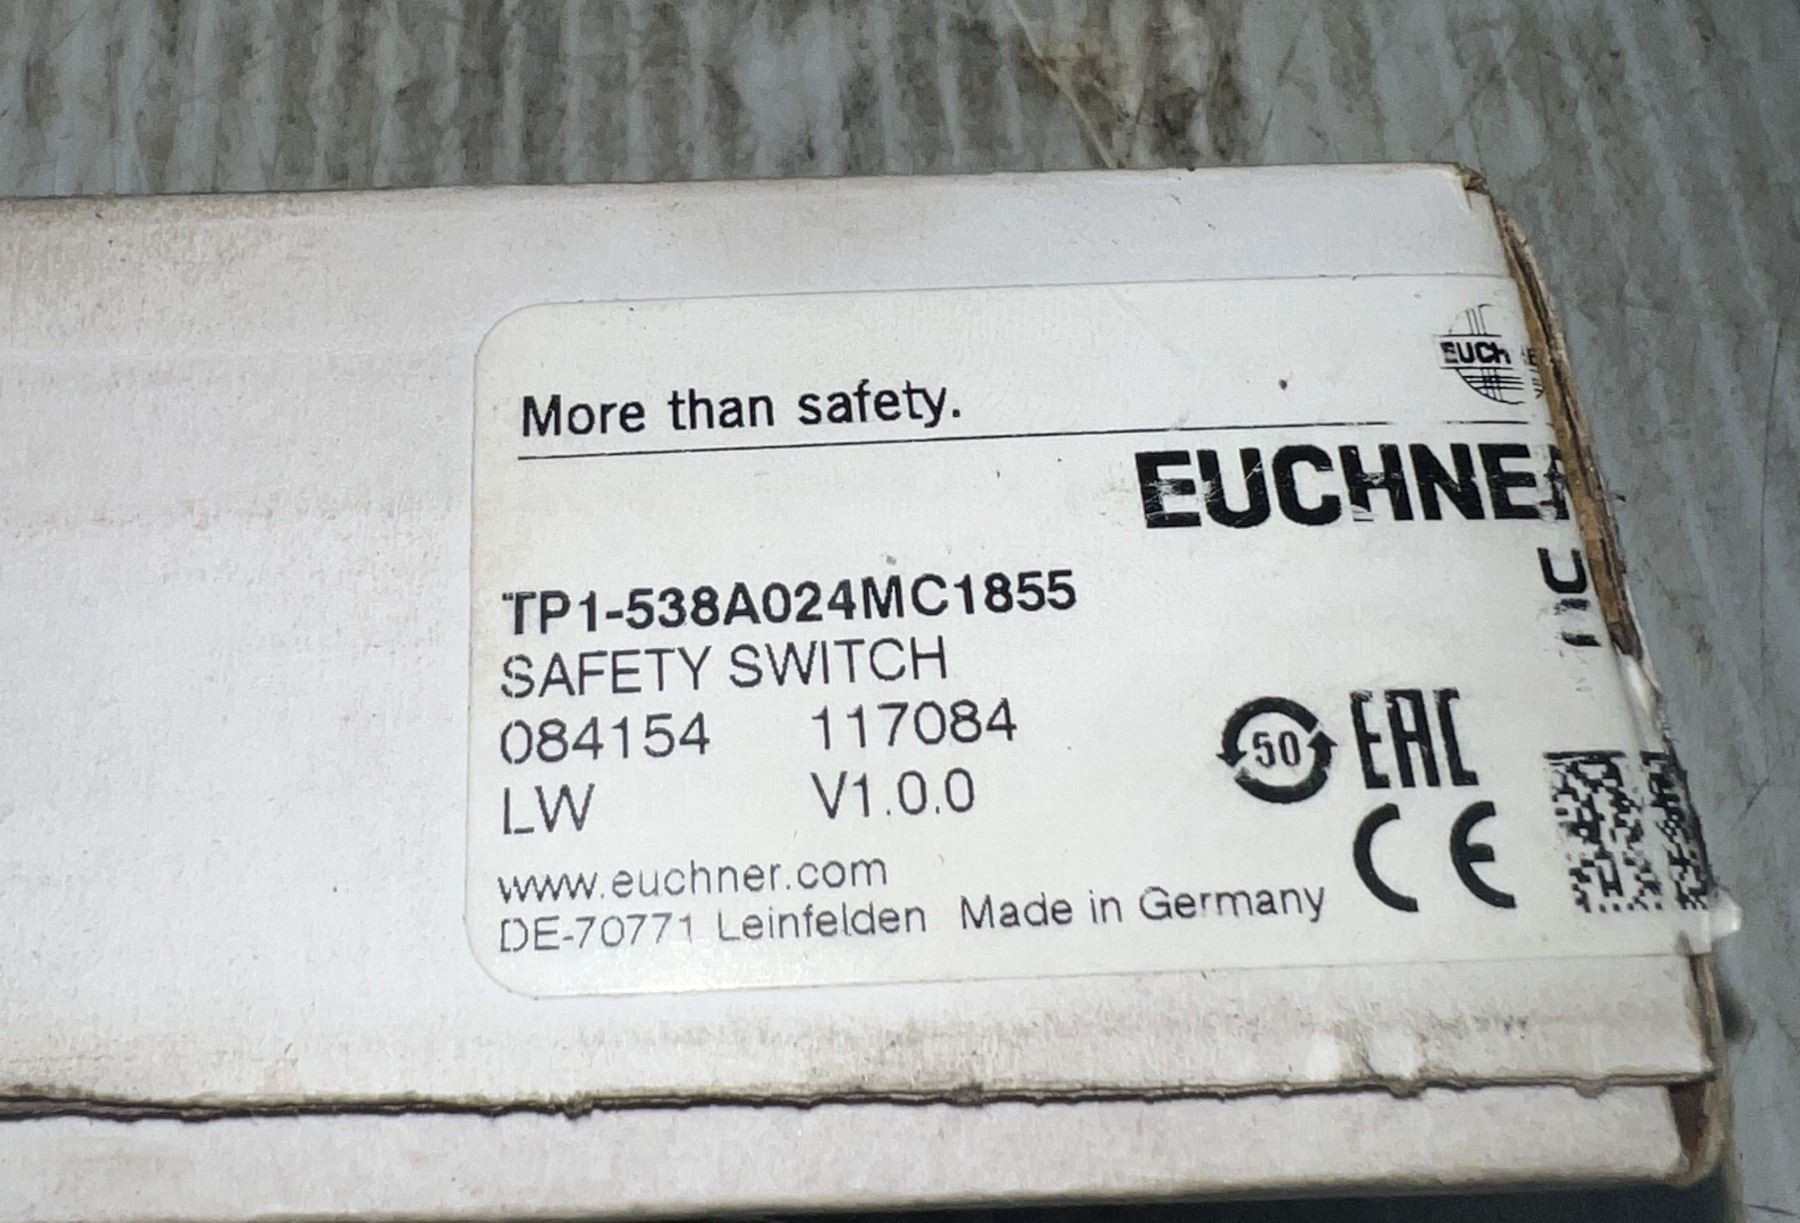 More than safety.
EUCH
EUCHNER
TP1-538A024MC1855
SAFETY SWITCH
084154 117084
50 EAC
LW V1.0.0
CE
www.euchner.com
DE-70771 Leinfelden Made in Germany